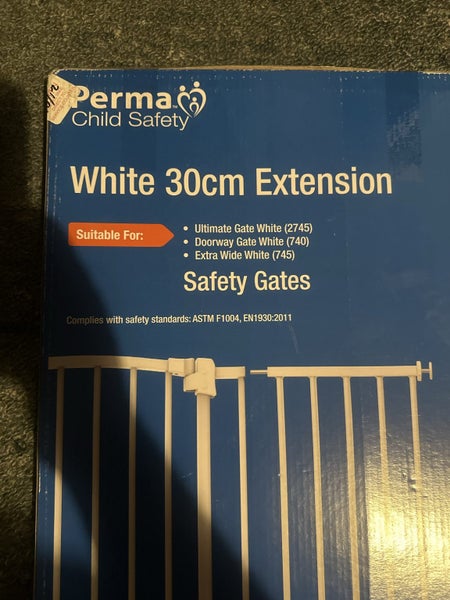 Perma
Child Safety
White 30cm Extension
Suitable For:
• Ultimate Gate White (2745)
• Doorway Gate White (740)
• Extra Wide White (745)
Safety Gates
Complies with safety standards: ASTM F1004, EN1930:2011